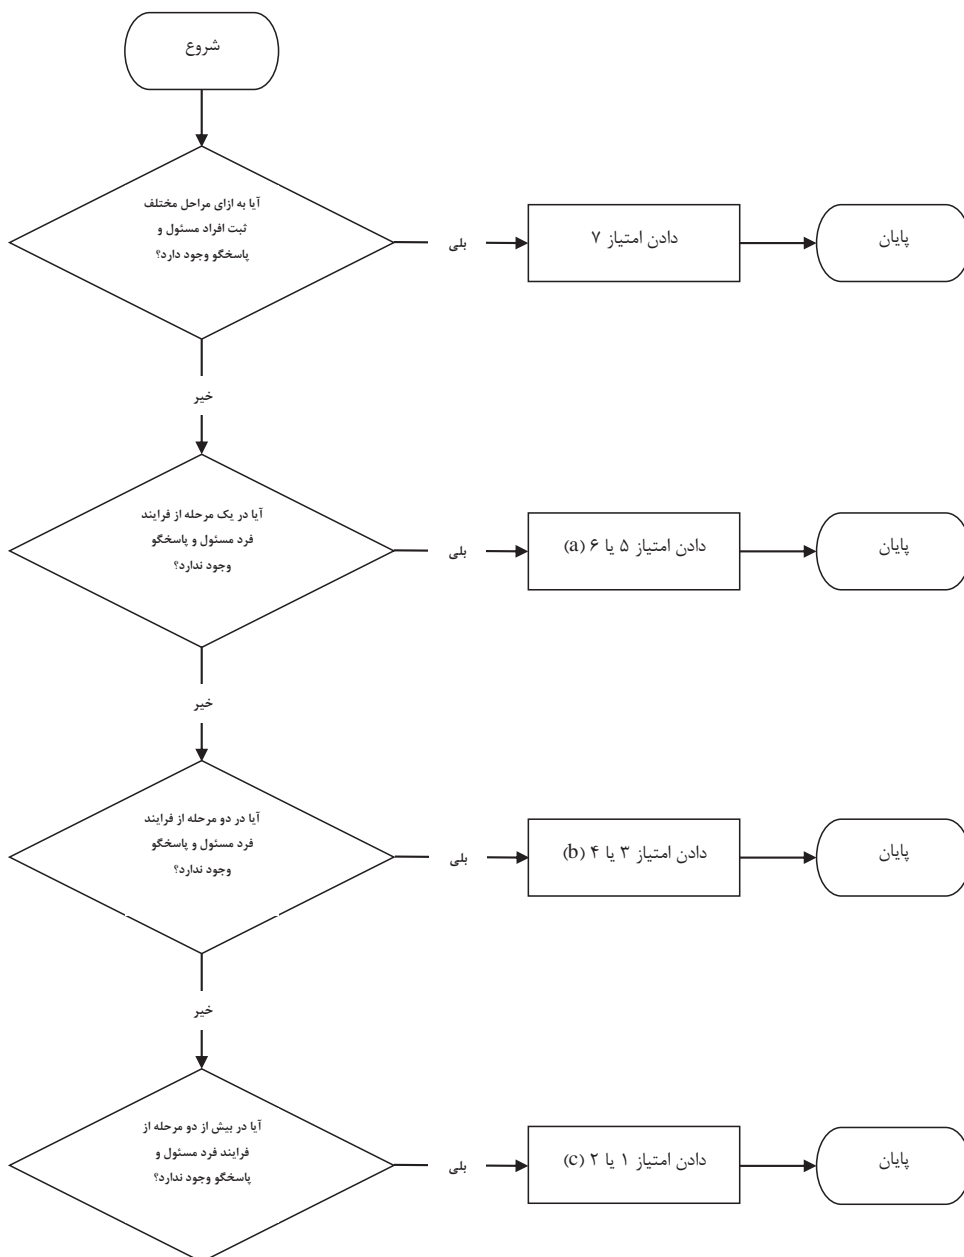 شروع
آیا به ازای مراحل مختلف
ثبت افراد مسئول و
پاسخگو وجود دارد؟
بلی
دادن امتیاز ۷
پایان
خیر
آیا در یک مرحله از فرایند
فرد مسئول و پاسخگو
وجود ندارد؟
بلی
دادن امتیاز ۵ یا ۶ (a)
پایان
خیر
آیا در دو مرحله از فرایند
فرد مسئول و پاسخگو
وجود ندارد؟
بلی
دادن امتیاز ۳ یا ۴ (b)
پایان
خیر
آیا در بیش از دو مرحله از
فرایند فرد مسئول و
پاسخگو وجود ندارد؟
بلی
دادن امتیاز ۱ یا ۲ (c)
پایان